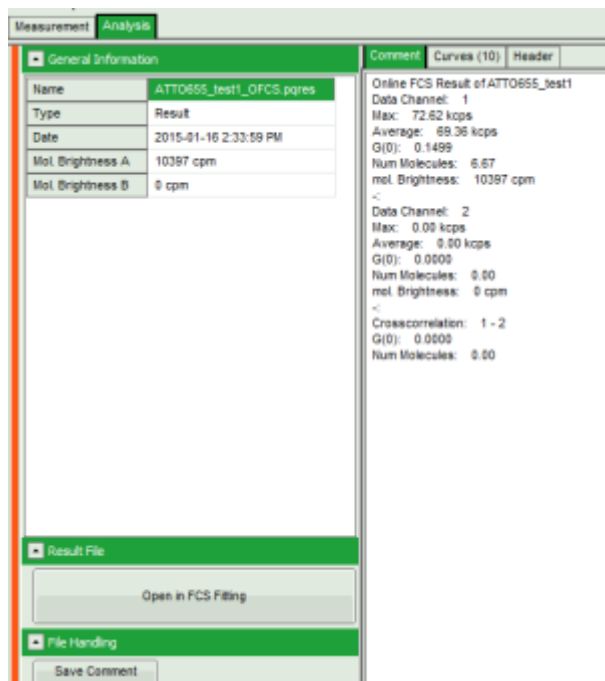 Measurement Analysis
General Information
Name ATTO655_test1_OFCS.pqres
Type Result
Date 2015-01-16 2:33:59 PM
Mol. Brightness A 10397 cpm
Mol. Brightness B 0 cpm
Result File
Open in FCS Fitting
File Handling
Save Comment
Comment Curves (10) Header
Online FCS Result of ATTO655_test1
Data Channel: 1
Max: 72.62 kcps
Average: 69.36 kcps
G(0): 0.1499
Num Molecules: 6.67
mol. Brightness: 10397 cpm
-:
Data Channel: 2
Max: 0.00 kcps
Average: 0.00 kcps
G(0): 0.0000
Num Molecules: 0.00
mol. Brightness: 0 cpm
-:
Crosscorrelation: 1 - 2
G(0): 0.0000
Num Molecules: 0.00